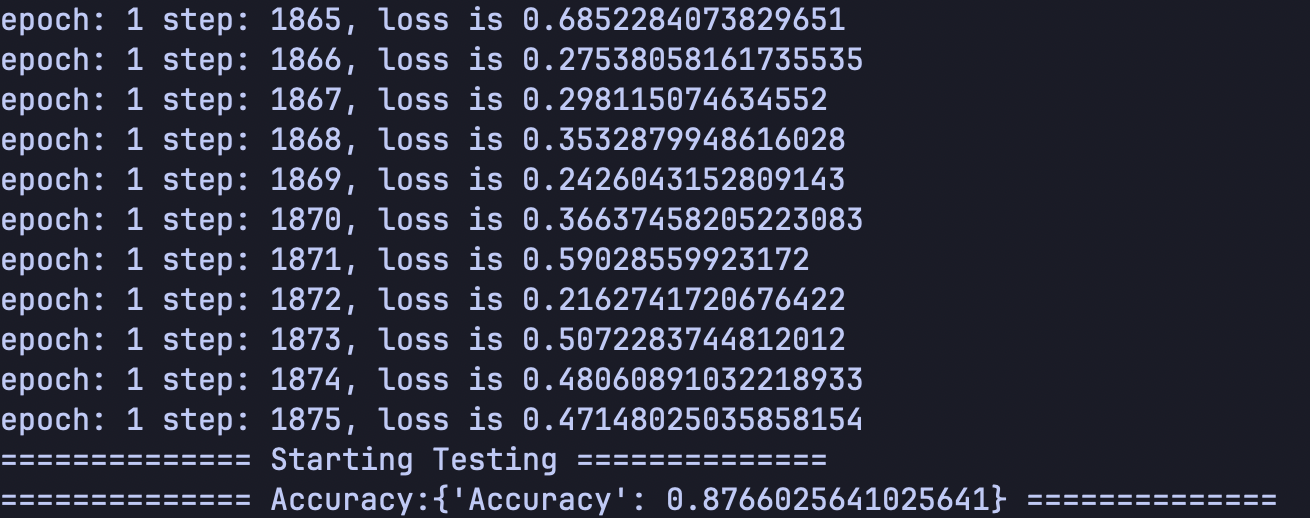 epoch: 1 step: 1865, loss is 0.6852284073829651
epoch: 1 step: 1866, loss is 0.27538058161735535
epoch: 1 step: 1867, loss is 0.298115074634552
epoch: 1 step: 1868, loss is 0.3532879948616028
epoch: 1 step: 1869, loss is 0.2426043152809143
epoch: 1 step: 1870, loss is 0.36637458205223083
epoch: 1 step: 1871, loss is 0.59028559923172
epoch: 1 step: 1872, loss is 0.2162741720676422
epoch: 1 step: 1873, loss is 0.5072283744812012
epoch: 1 step: 1874, loss is 0.48060891032218933
epoch: 1 step: 1875, loss is 0.47148025035858154
============== Starting Testing ==============
============== Accuracy:{'Accuracy': 0.8766025641025641} ==============